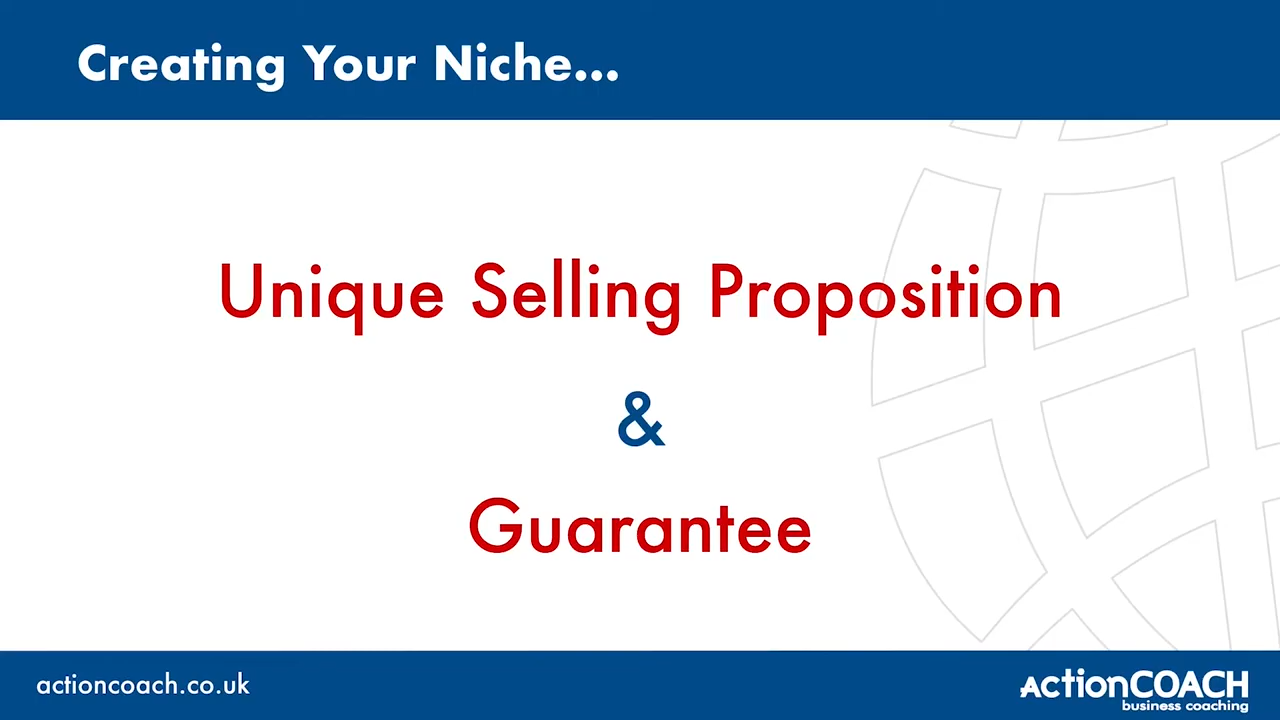 Creating Your Niche...
Unique Selling Proposition
&
Guarantee
actioncoach.co.uk
ActionCOACH
business coaching